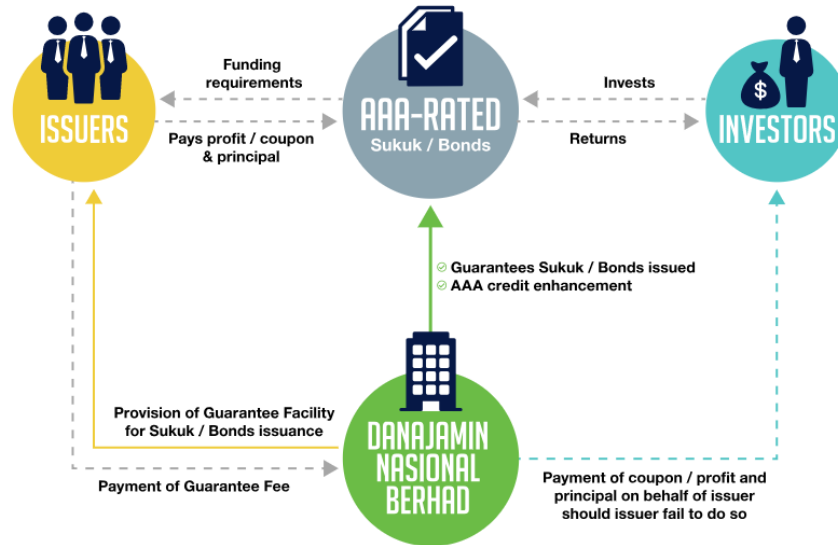 Funding
requirements
Invests
ISSUERS
AAA-RATED
Sukuk / Bonds
$
INVESTORS
Pays profit / coupon
& principal
Returns
Guarantees Sukuk / Bonds issued
AAA credit enhancement
Provision of Guarantee Facility
for Sukuk / Bonds issuance
DANAJAMIN
NASIONAL
BERHAD
Payment of Guarantee Fee
Payment of coupon / profit and
principal on behalf of issuer
should issuer fail to do so